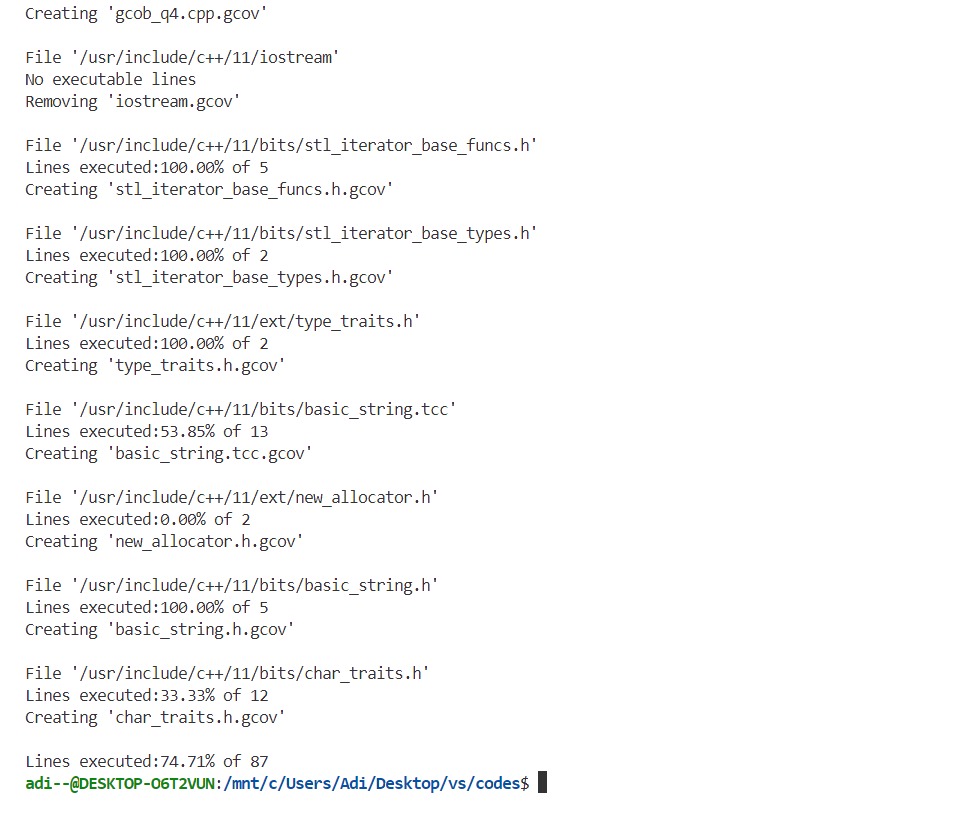 Creating 'gcob_q4.cpp.gcov'
File '/usr/include/c++/11/iostream'
No executable lines
Removing 'iostream.gcov'
File '/usr/include/c++/11/bits/stl_iterator_base_funcs.h'
Lines executed:100.00% of 5
Creating 'stl_iterator_base_funcs.h.gcov'
File '/usr/include/c++/11/bits/stl_iterator_base_types.h'
Lines executed:100.00% of 2
Creating 'stl_iterator_base_types.h.gcov'
File '/usr/include/c++/11/ext/type_traits.h'
Lines executed:100.00% of 2
Creating 'type_traits.h.gcov'
File '/usr/include/c++/11/bits/basic_string.tcc'
Lines executed:53.85% of 13
Creating 'basic_string.tcc.gcov'
File '/usr/include/c++/11/ext/new_allocator.h'
Lines executed:0.00% of 2
Creating 'new_allocator.h.gcov'
File '/usr/include/c++/11/bits/basic_string.h'
Lines executed:100.00% of 5
Creating 'basic_string.h.gcov'
File '/usr/include/c++/11/bits/char_traits.h'
Lines executed:33.33% of 12
Creating 'char_traits.h.gcov'
Lines executed:74.71% of 87
adi--@DESKTOP-O6T2VUN:/mnt/c/Users/Adi/Desktop/vs/codes$